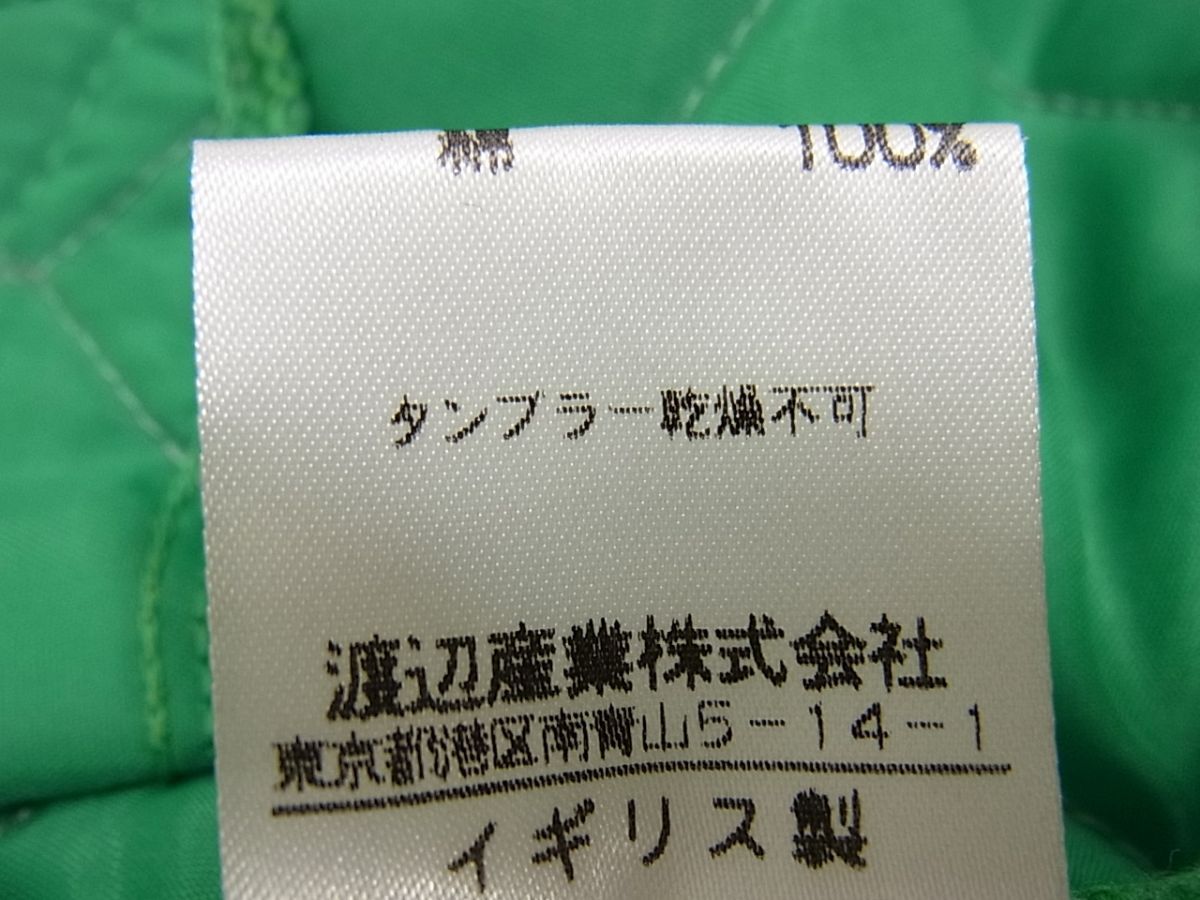 100%
タンブラー乾燥不可
渡辺産業株式会社
東京都港区南青山5-14-1
イギリス製